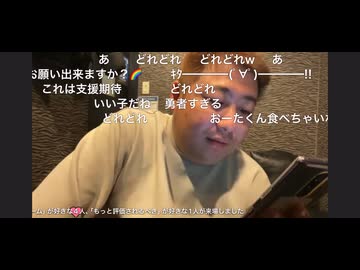 あ どれどれ どれどれw あ
お願い出来ますか?🌈 ｷﾀ━━━━(ﾟ∀ﾟ)━━━━!!
これは支援期待 どれどれ
いい子だね 勇者すぎる
どれどれ おーたくん食べちゃいな
ーム」が好きな 人、「もっと評価されるべき」が好きな1人が来場しました